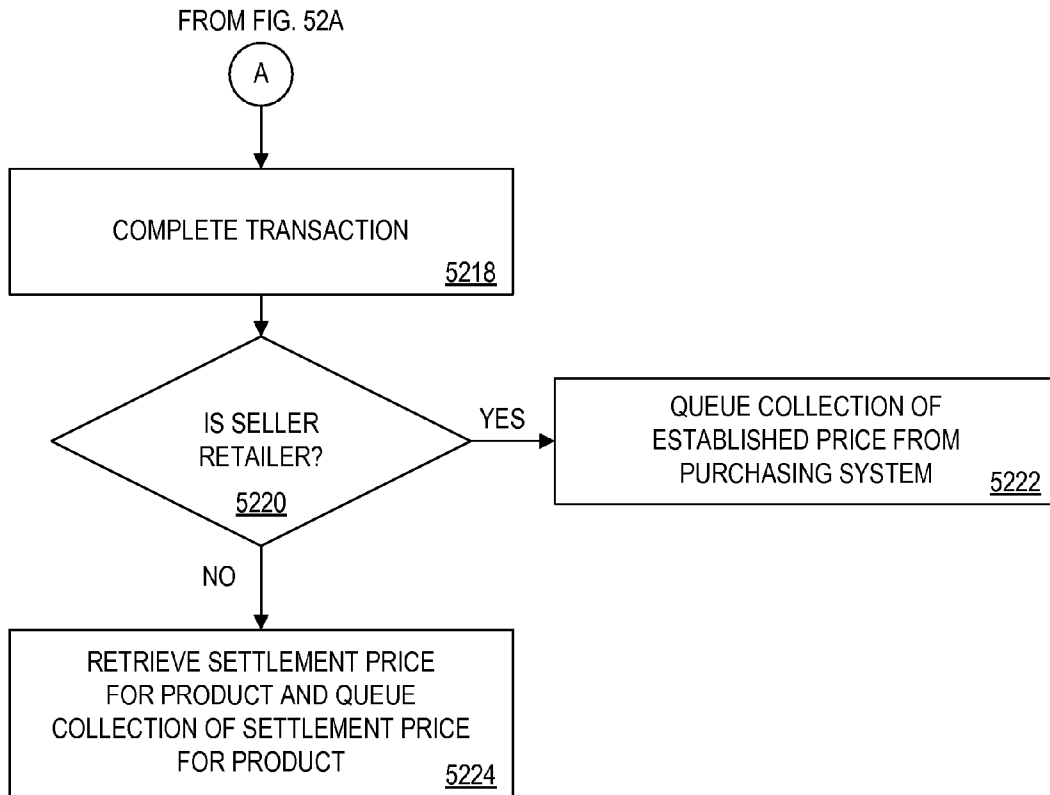 FROM FIG. 52A
A
COMPLETE TRANSACTION
5218
IS SELLER
RETAILER?
5220
YES
QUEUE COLLECTION OF
ESTABLISHED PRICE FROM
PURCHASING SYSTEM
5222
NO
RETRIEVE SETTLEMENT PRICE
FOR PRODUCT AND QUEUE
COLLECTION OF SETTLEMENT PRICE
FOR PRODUCT
5224